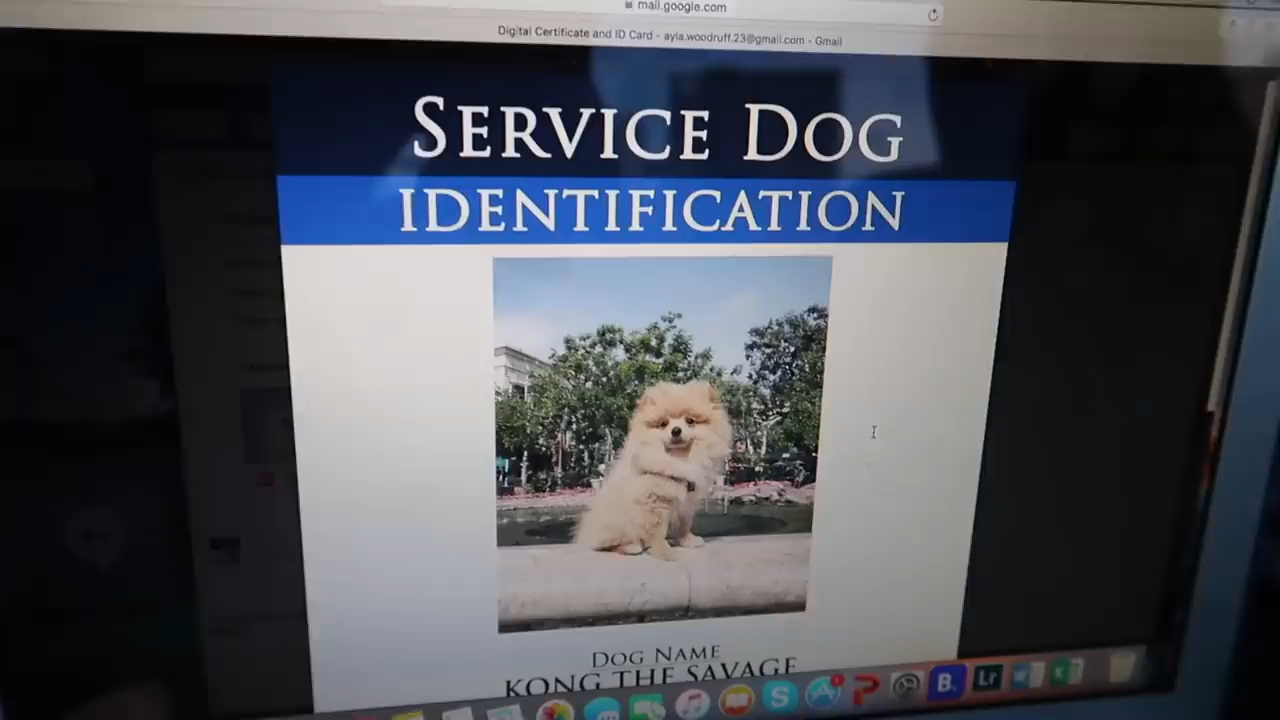 mail.google.com
Digital Certificate and ID Card - ayla.woodruff.23@gmail.com - Gmail
SERVICE DOG
IDENTIFICATION
DOG NAME
KONG THE SAVAGE
B.
Lr